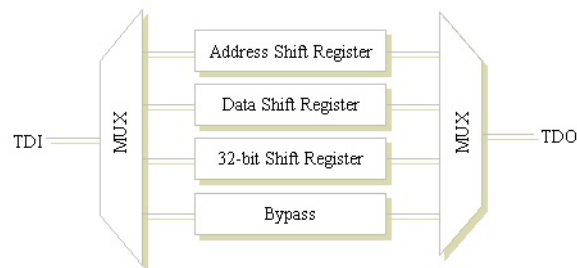 Address Shift Register
Data Shift Register
TDI
MUX
MUX
TDO
32-bit Shift Register
Bypass